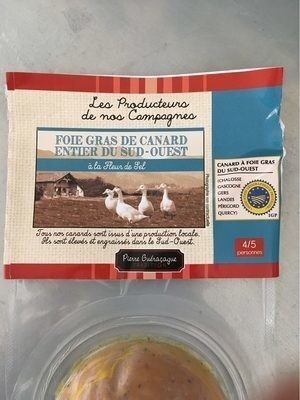 Les Producteurs
de nos Campagnes
FOIE GRAS DE CANARD
ENTIER DU SUD-OUEST
à la Fleur de Sel
CANARD À FOIE GRAS
DU SUD-OUEST
(CHALOSSE
GASCOGNE
GERS
LANDES
PÉRIGORD
QUERCY)
IGP
Tous nos canards sont issus d'une production locale.
Ils sont élevés et engraissés dans le Sud-Ouest.
4/5
personnes
Pierre Guéraçague